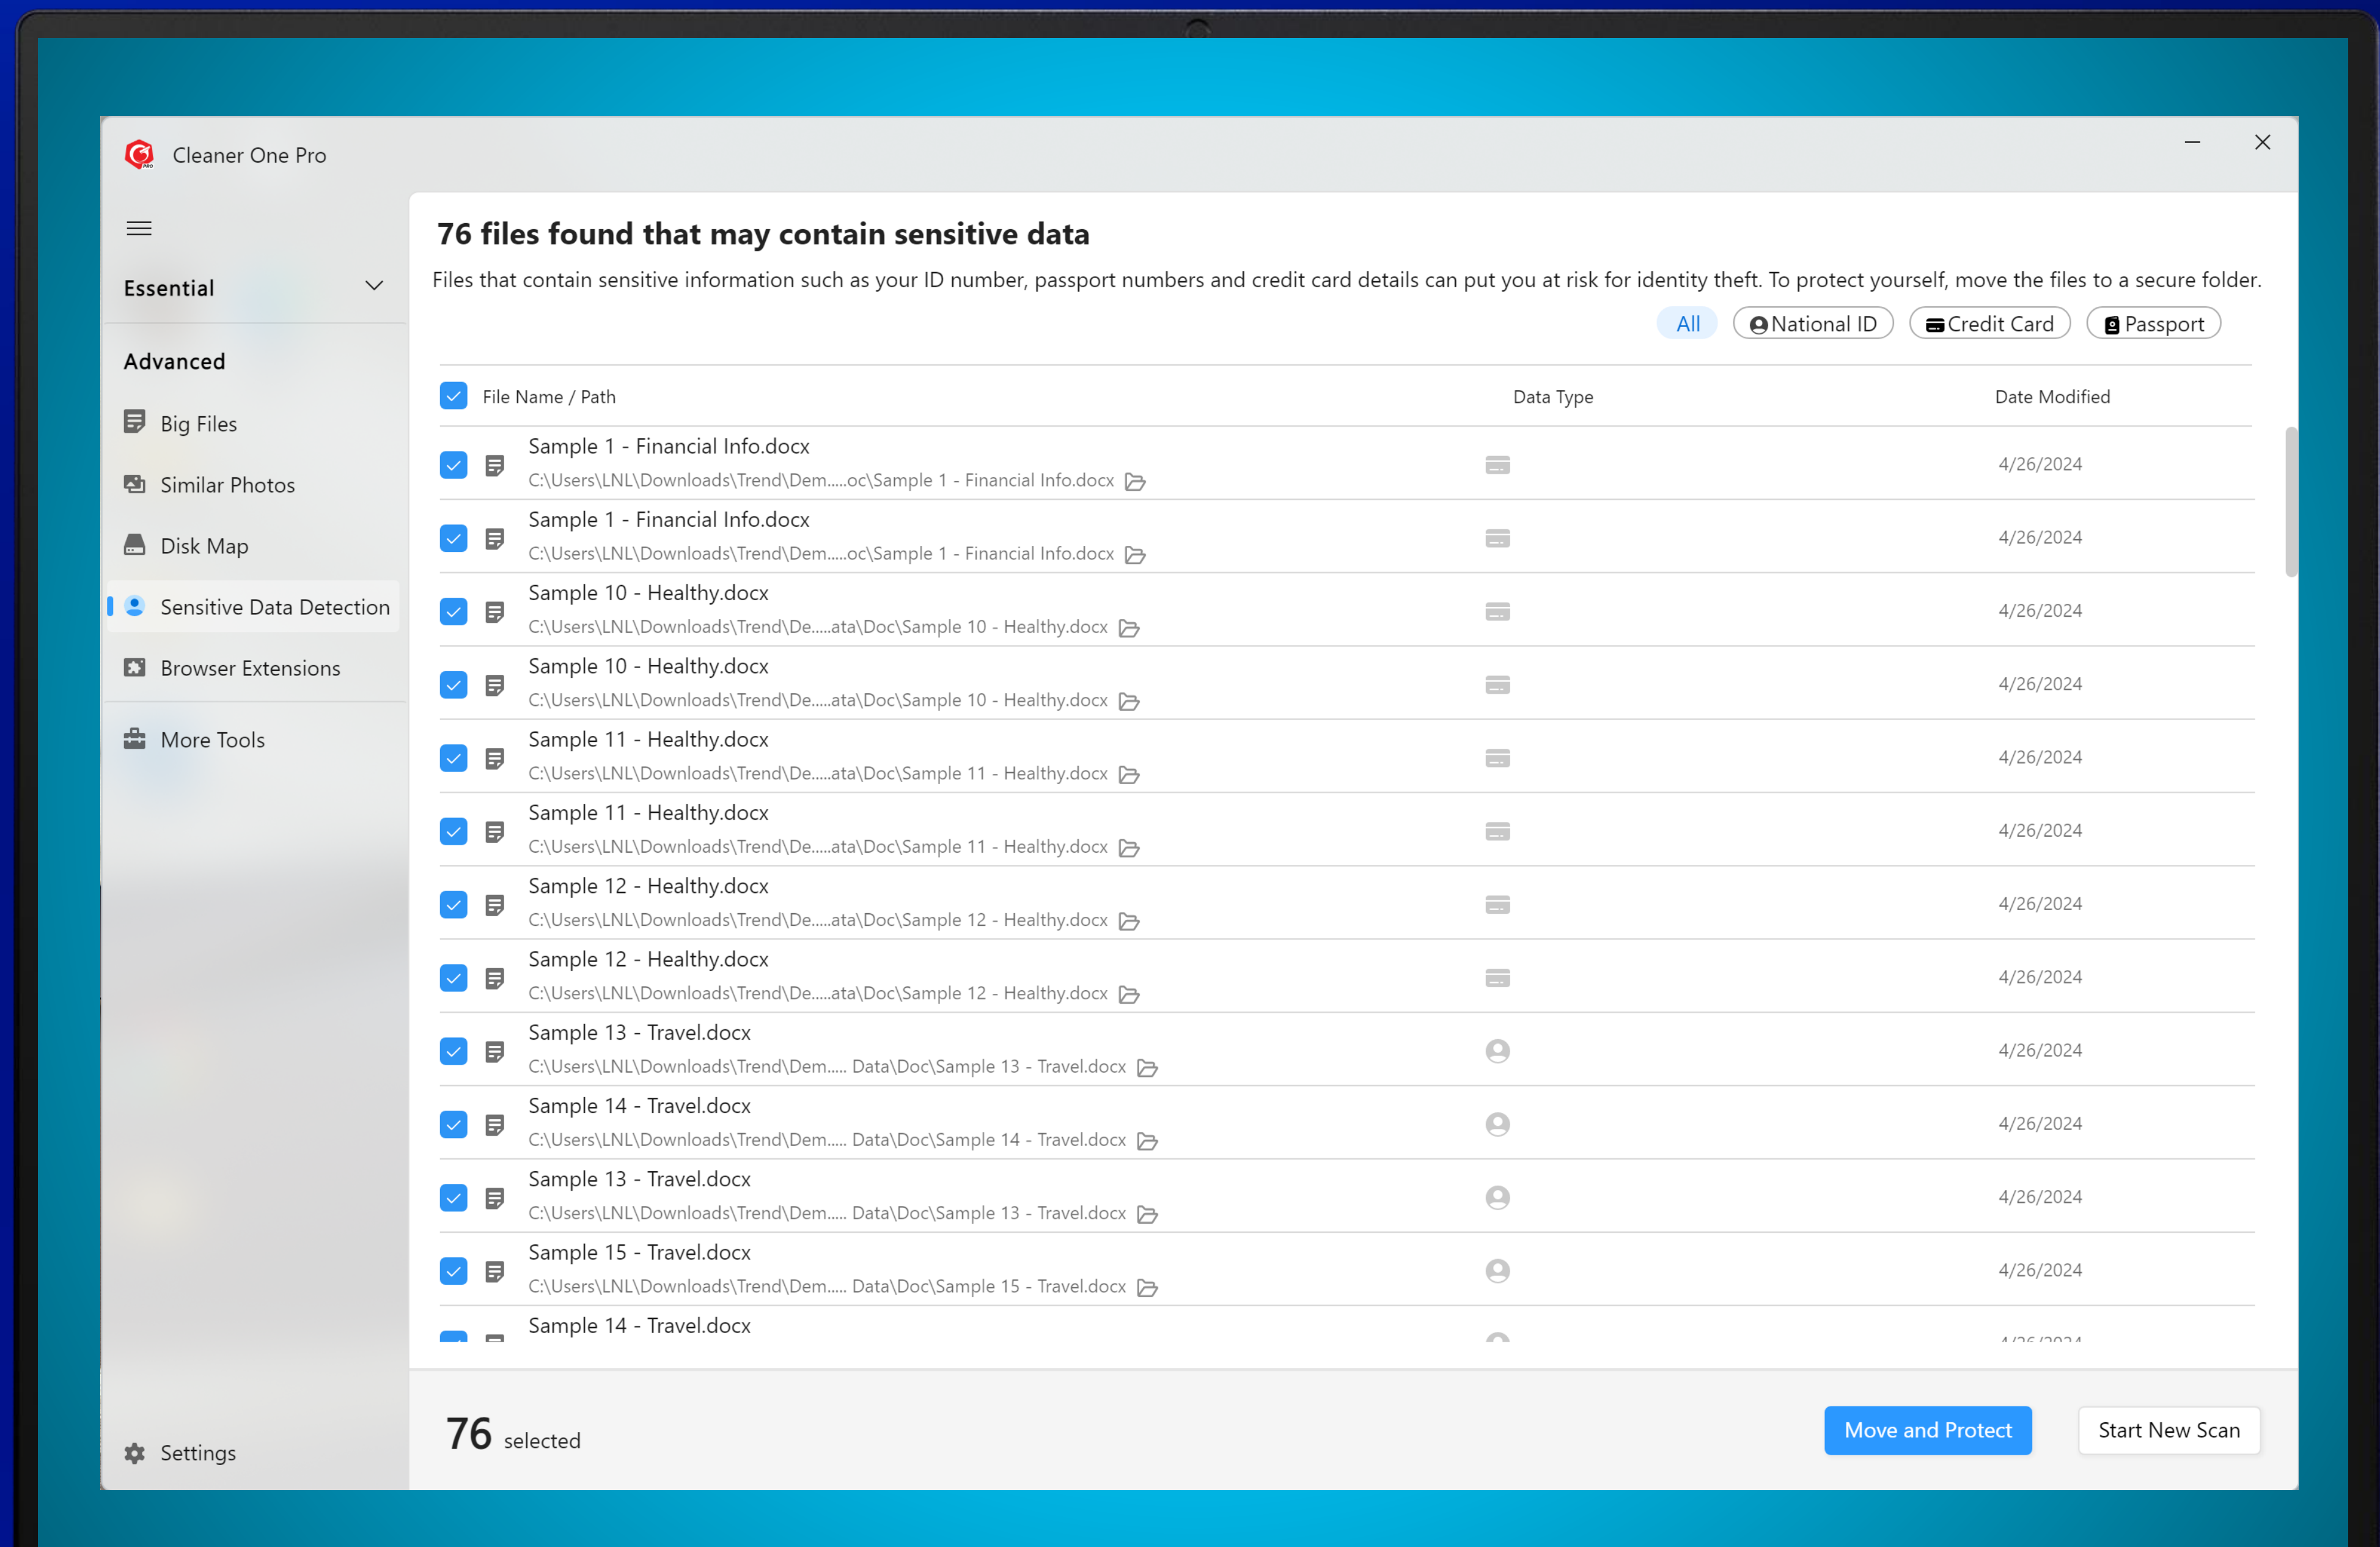 Cleaner One Pro
Essential
Advanced
Big Files
Similar Photos
Disk Map
Sensitive Data Detection
Browser Extensions
More Tools
Settings
76 files found that may contain sensitive data
Files that contain sensitive information such as your ID number, passport numbers and credit card details can put you at risk for identity theft. To protect yourself, move the files to a secure folder.
All National ID Credit Card Passport
File Name / Path Data Type Date Modified
Sample 1 - Financial Info.docx
C:\Users\LNL\Downloads\Trend\Dem.....oc\Sample 1 - Financial Info.docx 4/26/2024
Sample 1 - Financial Info.docx
C:\Users\LNL\Downloads\Trend\Dem.....oc\Sample 1 - Financial Info.docx 4/26/2024
Sample 10 - Healthy.docx
C:\Users\LNL\Downloads\Trend\De.....ata\Doc\Sample 10 - Healthy.docx 4/26/2024
Sample 10 - Healthy.docx
C:\Users\LNL\Downloads\Trend\De.....ata\Doc\Sample 10 - Healthy.docx 4/26/2024
Sample 11 - Healthy.docx
C:\Users\LNL\Downloads\Trend\De.....ata\Doc\Sample 11 - Healthy.docx 4/26/2024
Sample 11 - Healthy.docx
C:\Users\LNL\Downloads\Trend\De.....ata\Doc\Sample 11 - Healthy.docx 4/26/2024
Sample 12 - Healthy.docx
C:\Users\LNL\Downloads\Trend\De.....ata\Doc\Sample 12 - Healthy.docx 4/26/2024
Sample 12 - Healthy.docx
C:\Users\LNL\Downloads\Trend\De.....ata\Doc\Sample 12 - Healthy.docx 4/26/2024
Sample 13 - Travel.docx
C:\Users\LNL\Downloads\Trend\Dem..... Data\Doc\Sample 13 - Travel.docx 4/26/2024
Sample 14 - Travel.docx
C:\Users\LNL\Downloads\Trend\Dem..... Data\Doc\Sample 14 - Travel.docx 4/26/2024
Sample 13 - Travel.docx
C:\Users\LNL\Downloads\Trend\Dem..... Data\Doc\Sample 13 - Travel.docx 4/26/2024
Sample 15 - Travel.docx
C:\Users\LNL\Downloads\Trend\Dem..... Data\Doc\Sample 15 - Travel.docx 4/26/2024
Sample 14 - Travel.docx
76 selected
Move and Protect
Start New Scan